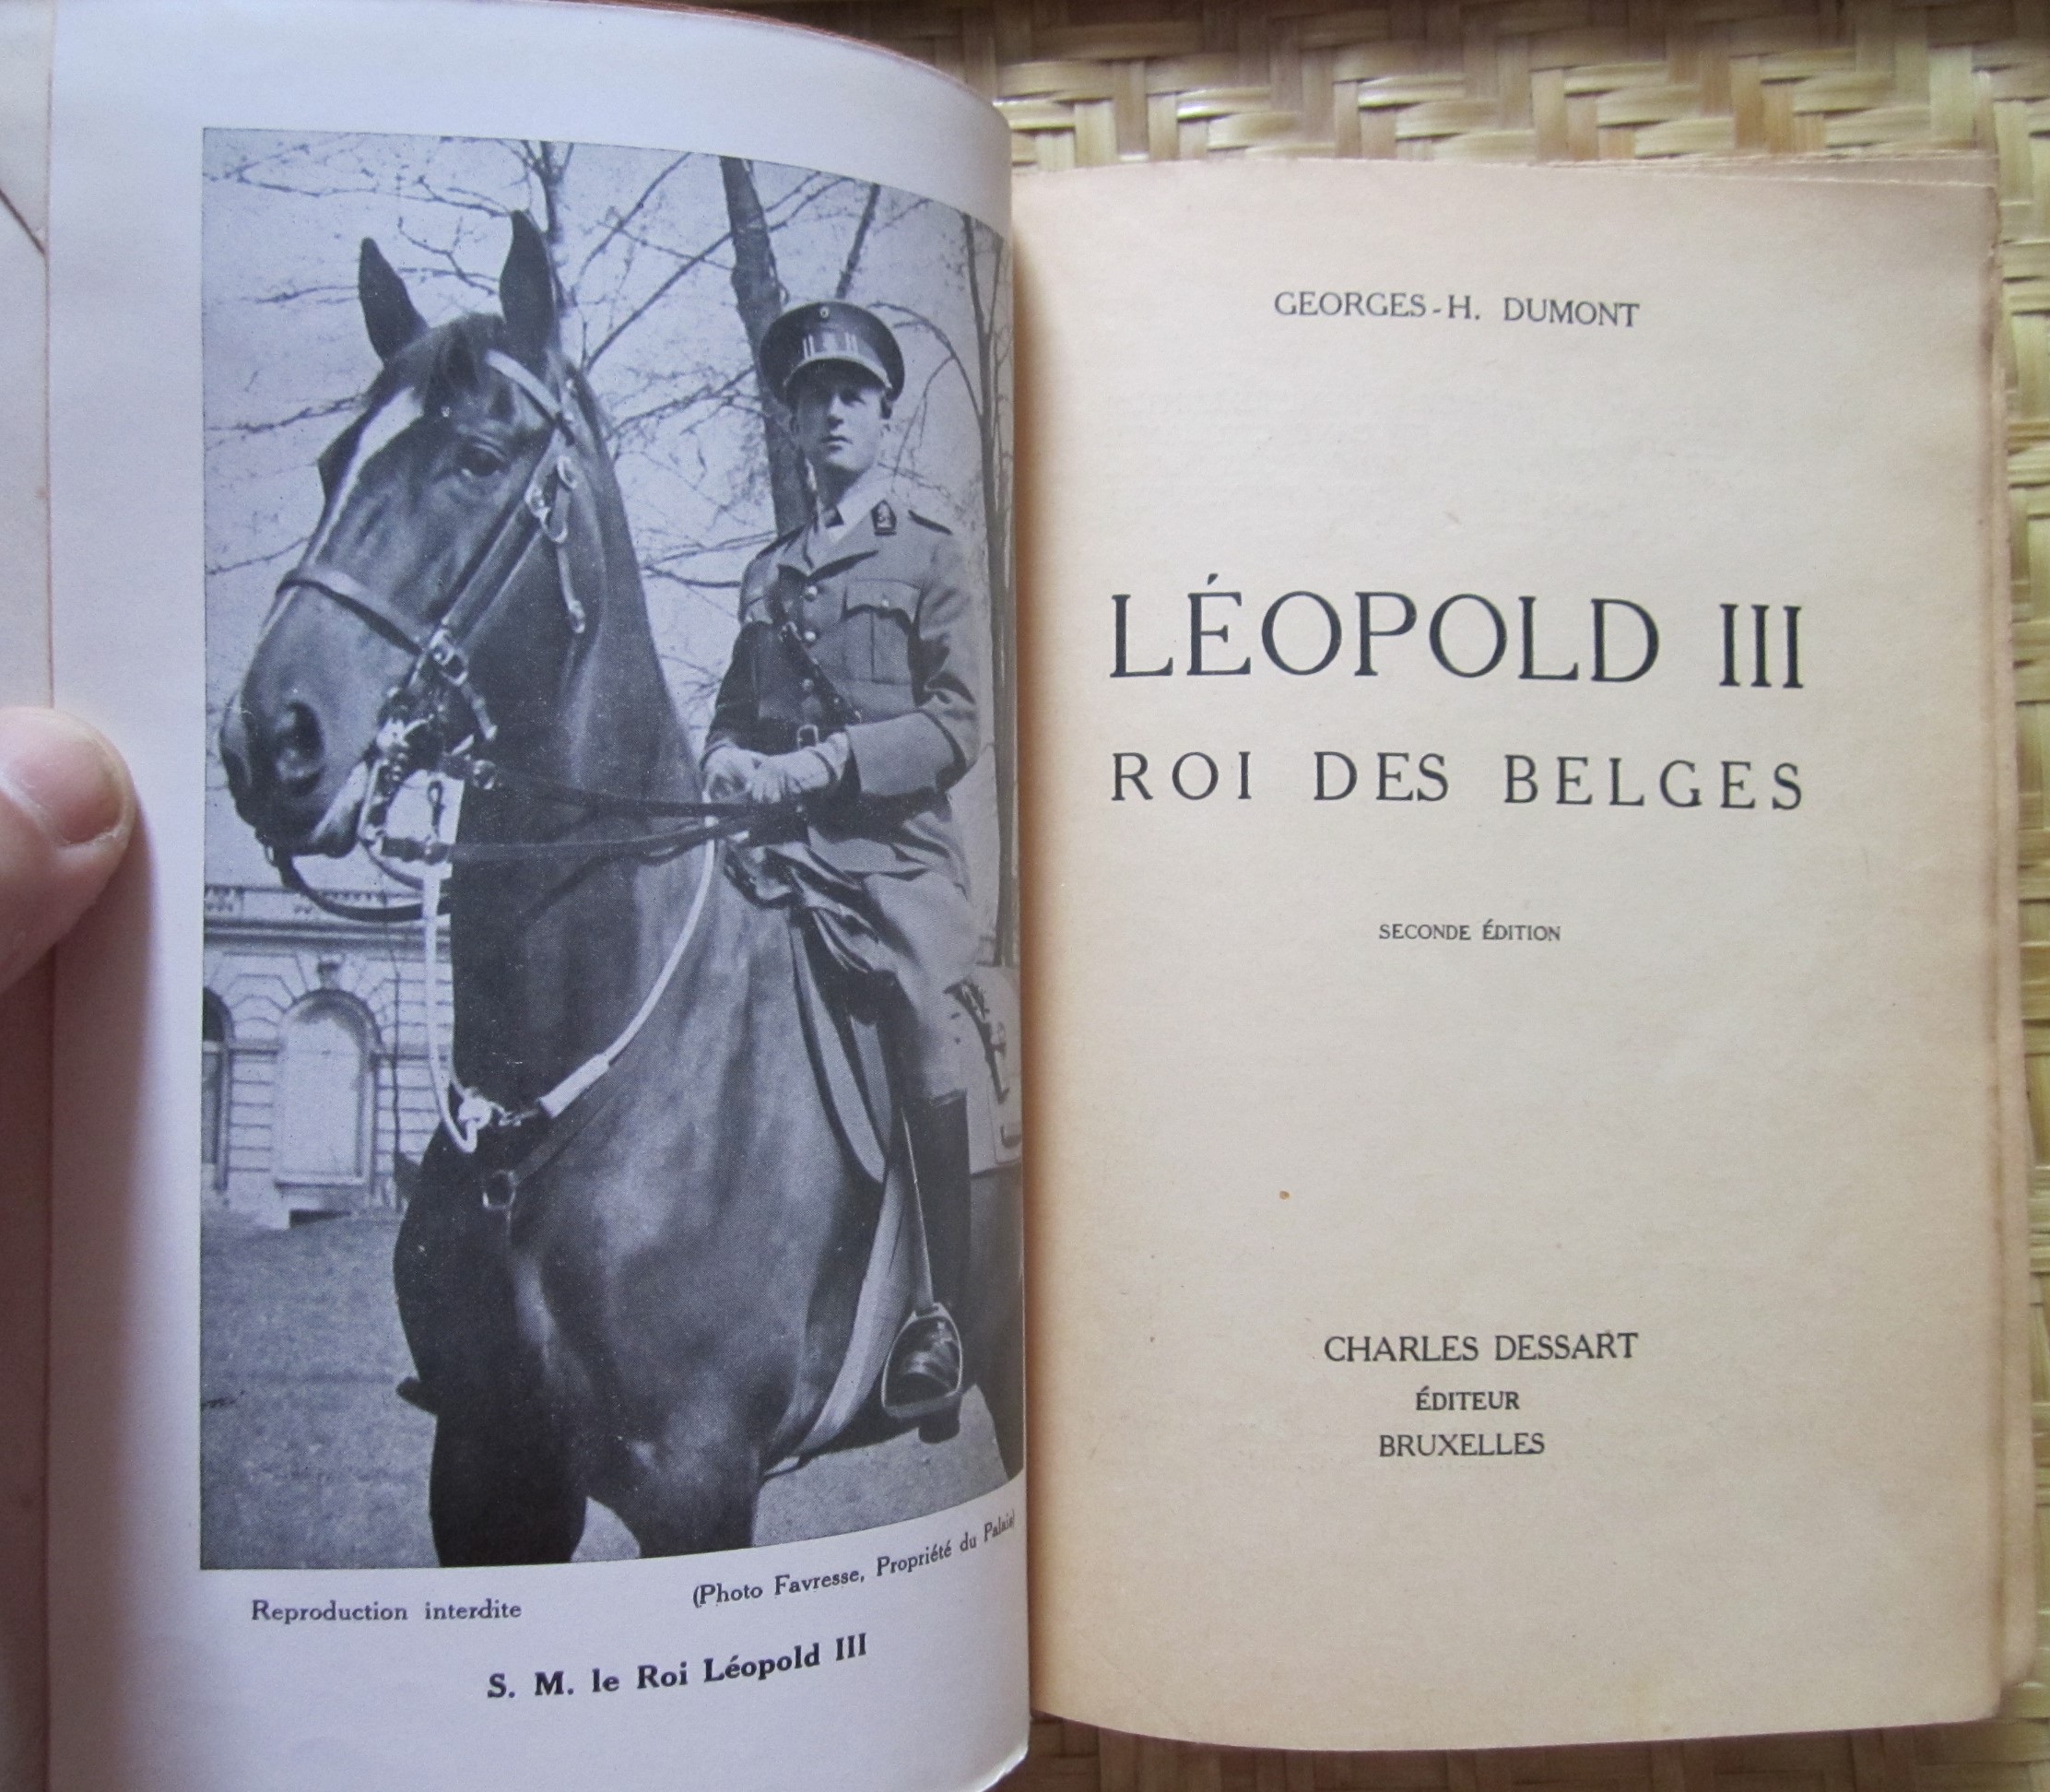 Reproduction interdite
(Photo Favresse, Propriété du Palais)
S. M. le Roi Léopold III
GEORGES-H. DUMONT
LÉOPOLD III
ROI DES BELGES
SECONDE ÉDITION
CHARLES DESSART
ÉDITEUR
BRUXELLES